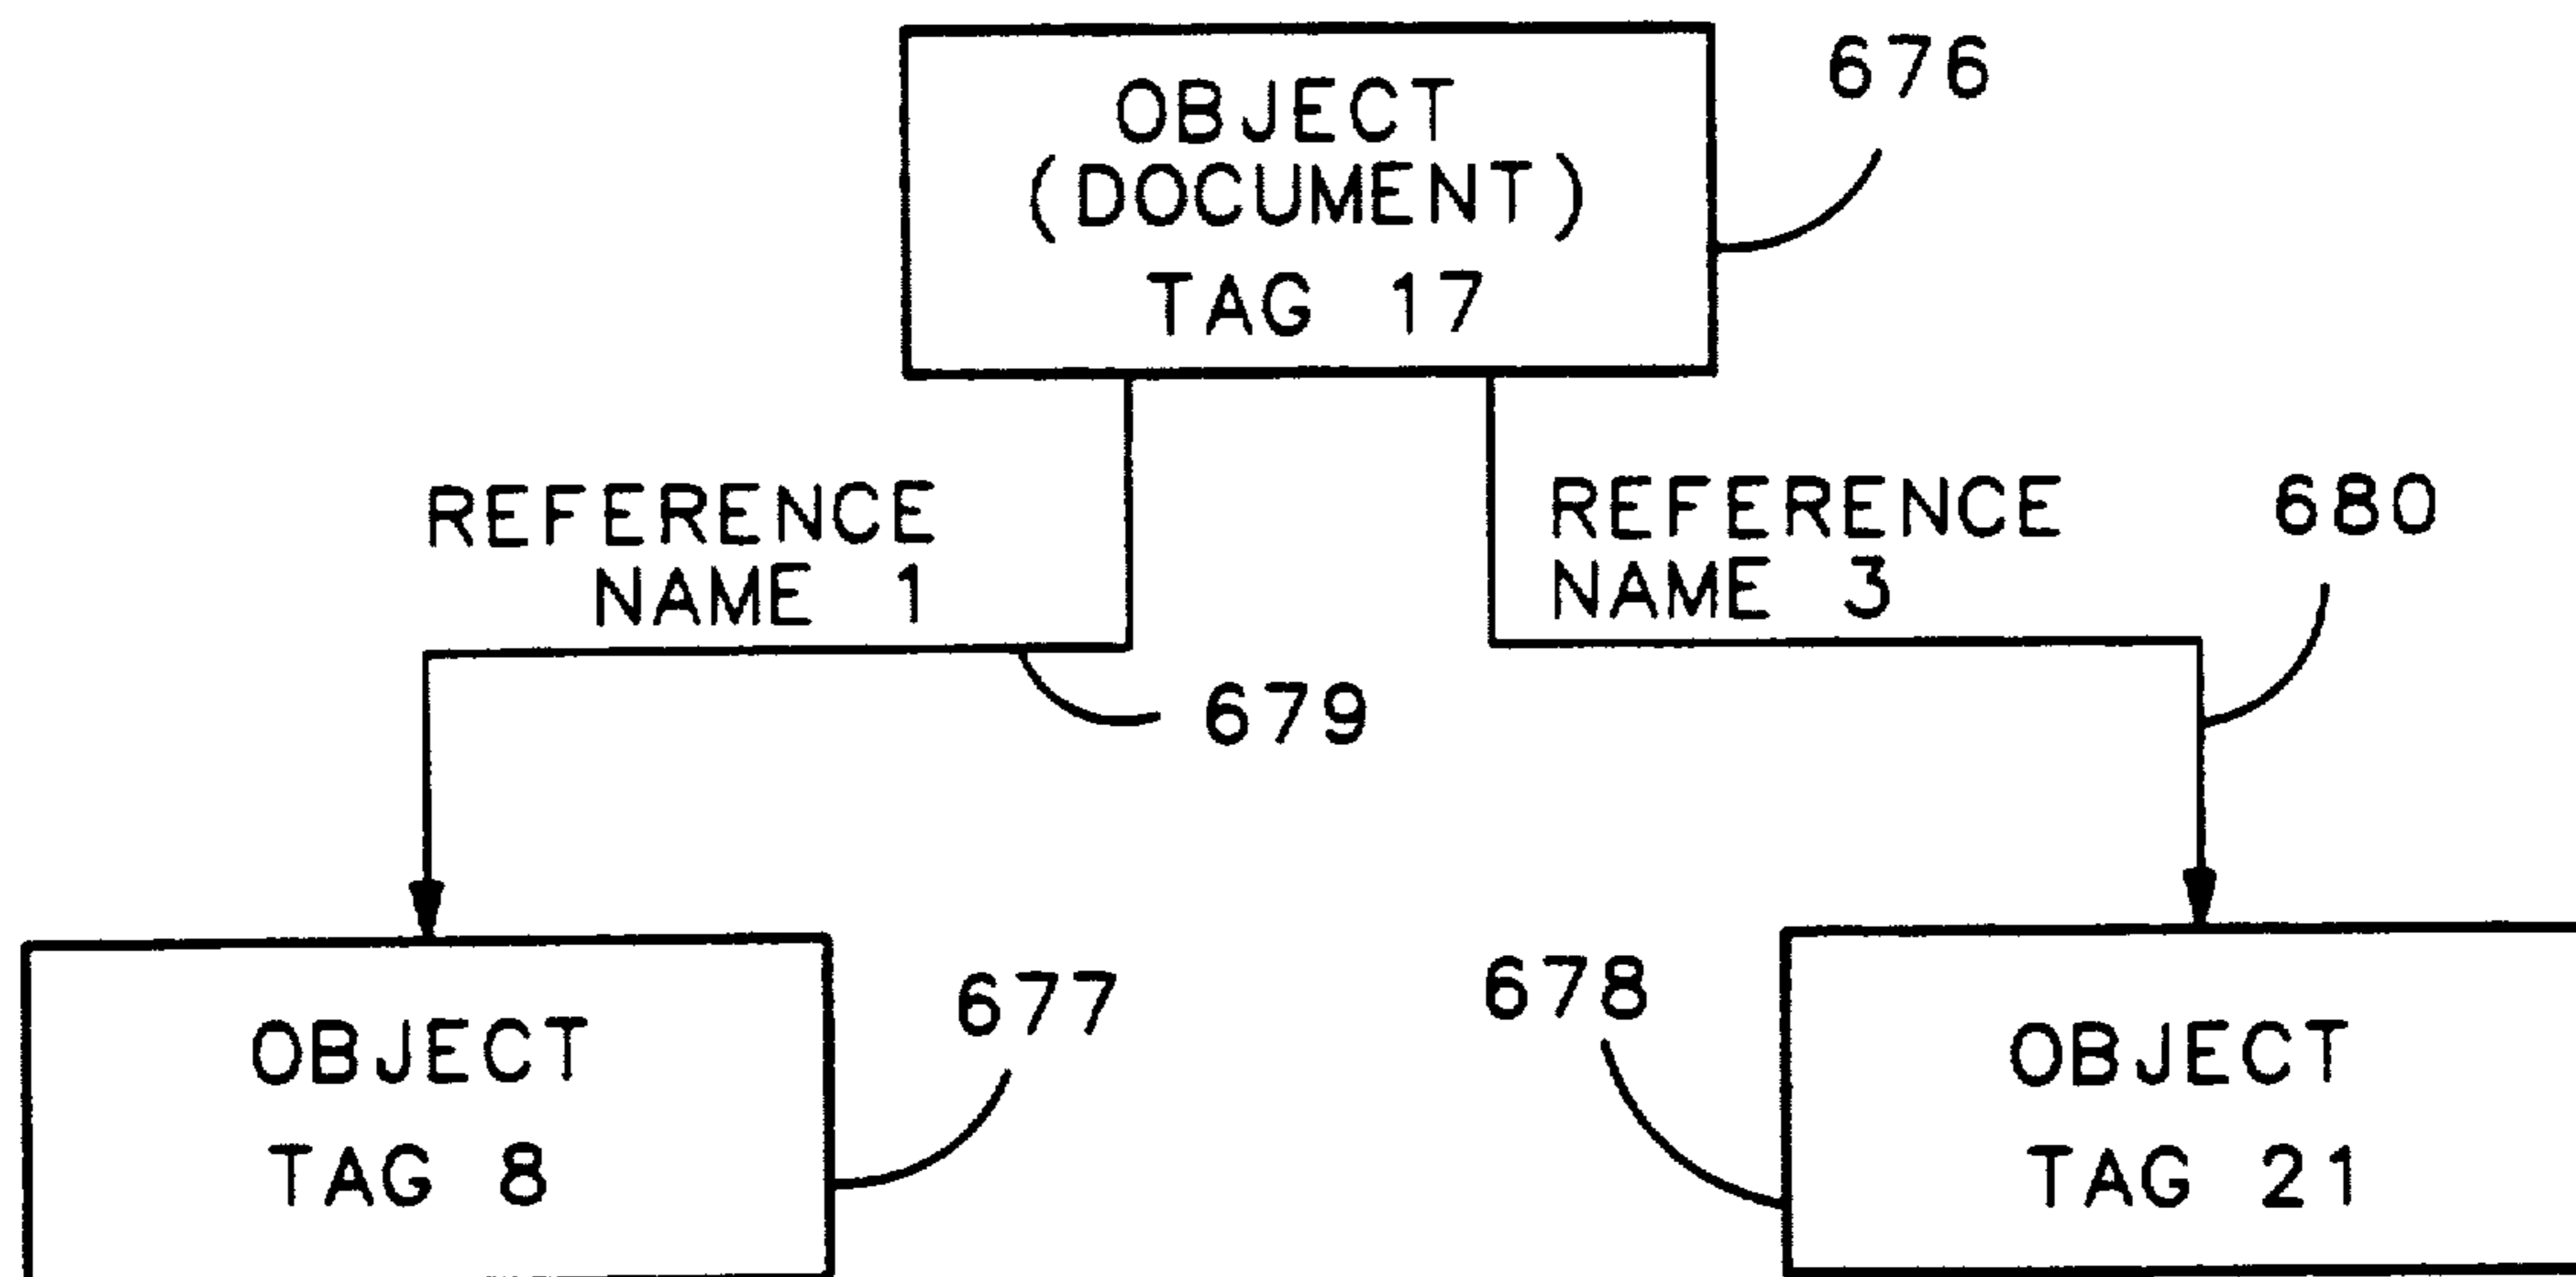 OBJECT
(DOCUMENT)
TAG 17
676
REFERENCE
NAME 1
679
REFERENCE
NAME 3
680
OBJECT
TAG 8
677
678
OBJECT
TAG 21